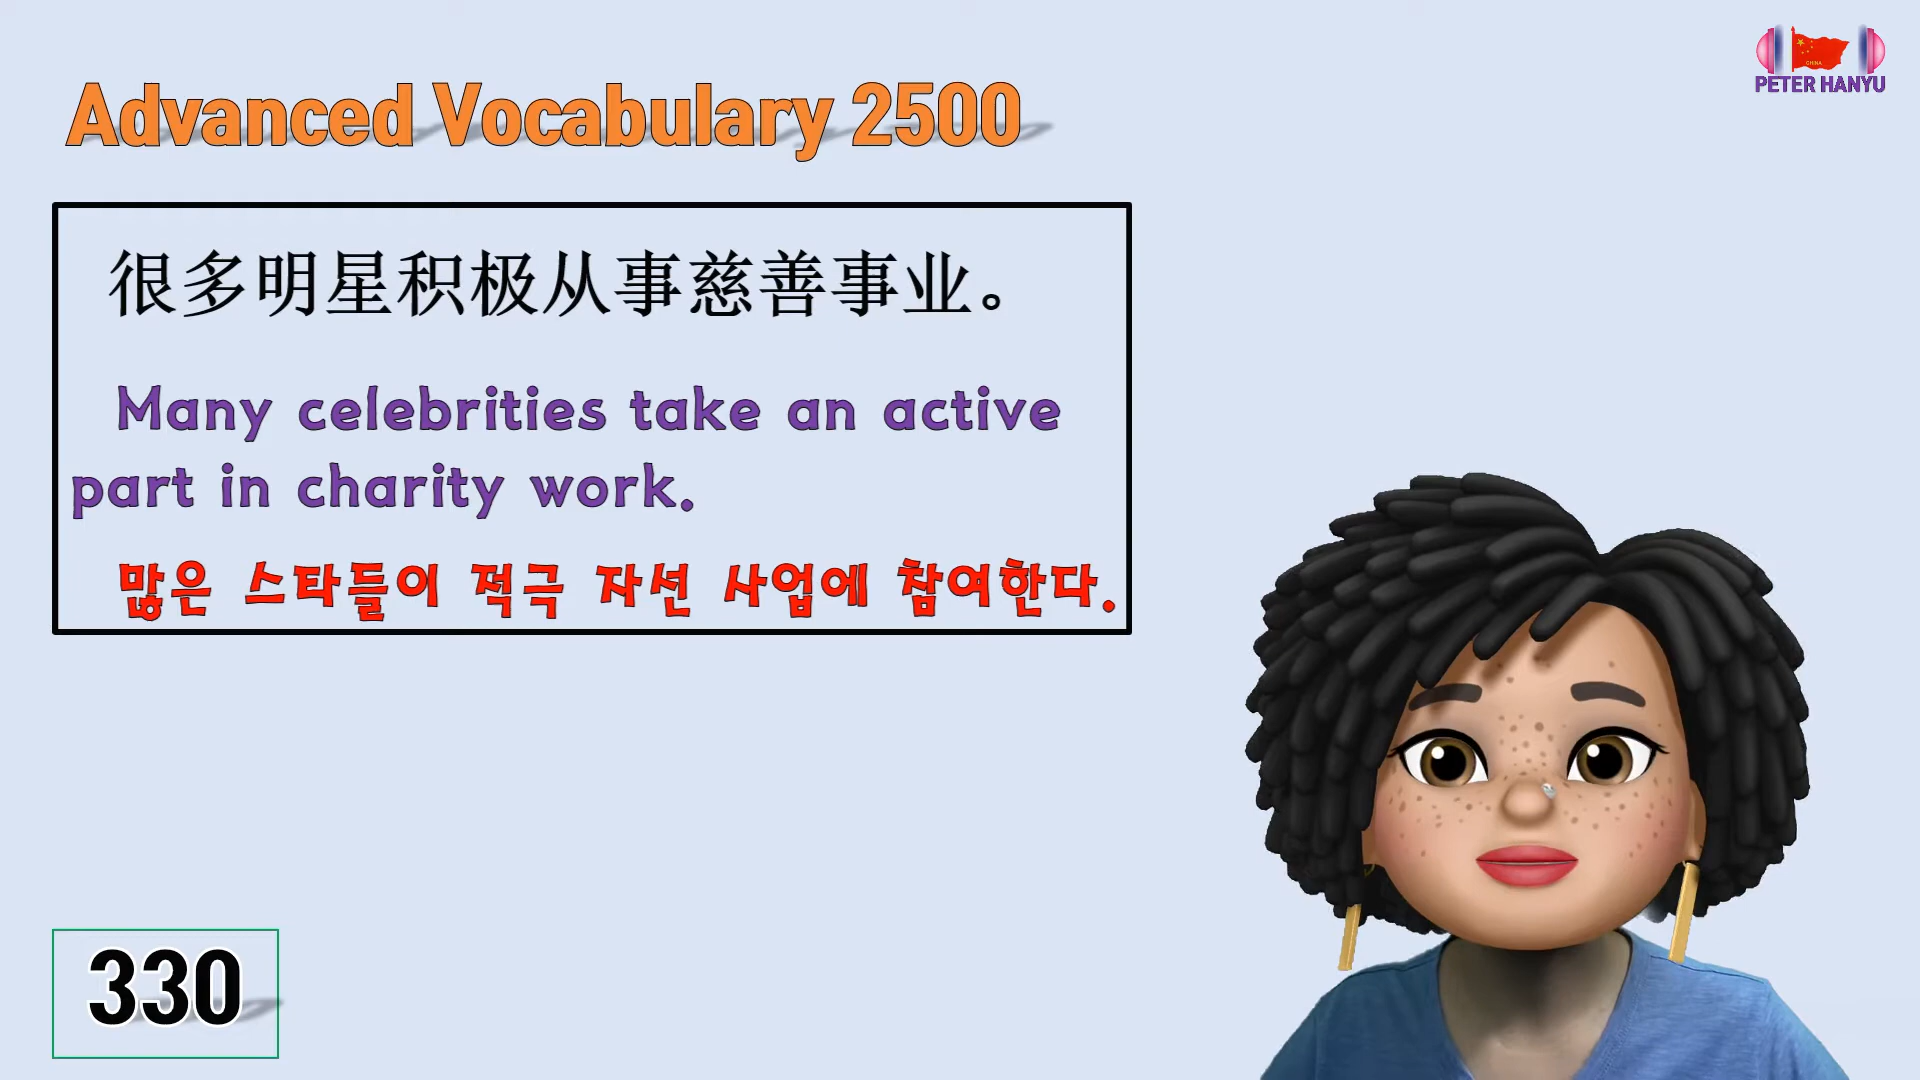 PETER HANYU
Advanced Vocabulary 2500
很多明星积极从事慈善事业。
Many celebrities take an active
part in charity work.
많은 스타들이 적극 자선 사업에 참여한다.
330